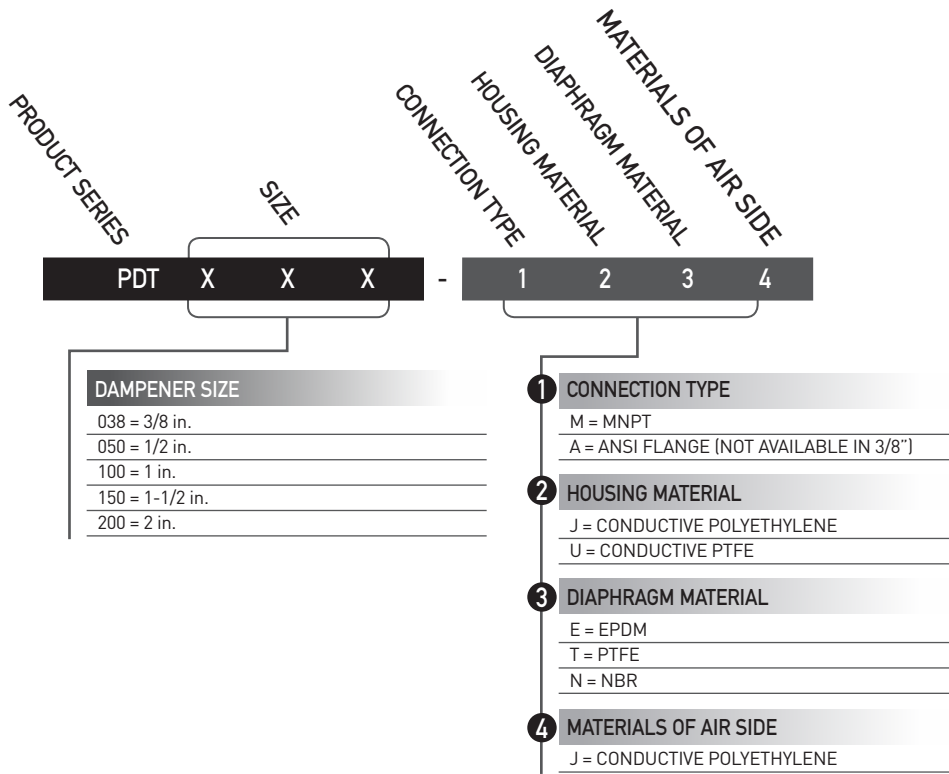 PRODUCT SERIES
SIZE
CONNECTION TYPE
HOUSING MATERIAL
DIAPHRAGM MATERIAL
MATERIALS OF AIR SIDE
PDT X X X - 1 2 3 4
DAMPENER SIZE
038 = 3/8 in.
050 = 1/2 in.
100 = 1 in.
150 = 1-1/2 in.
200 = 2 in.
1 CONNECTION TYPE
M = MNPT
A = ANSI FLANGE (NOT AVAILABLE IN 3/8”)
2 HOUSING MATERIAL
J = CONDUCTIVE POLYETHYLENE
U = CONDUCTIVE PTFE
3 DIAPHRAGM MATERIAL
E = EPDM
T = PTFE
N = NBR
4 MATERIALS OF AIR SIDE
J = CONDUCTIVE POLYETHYLENE